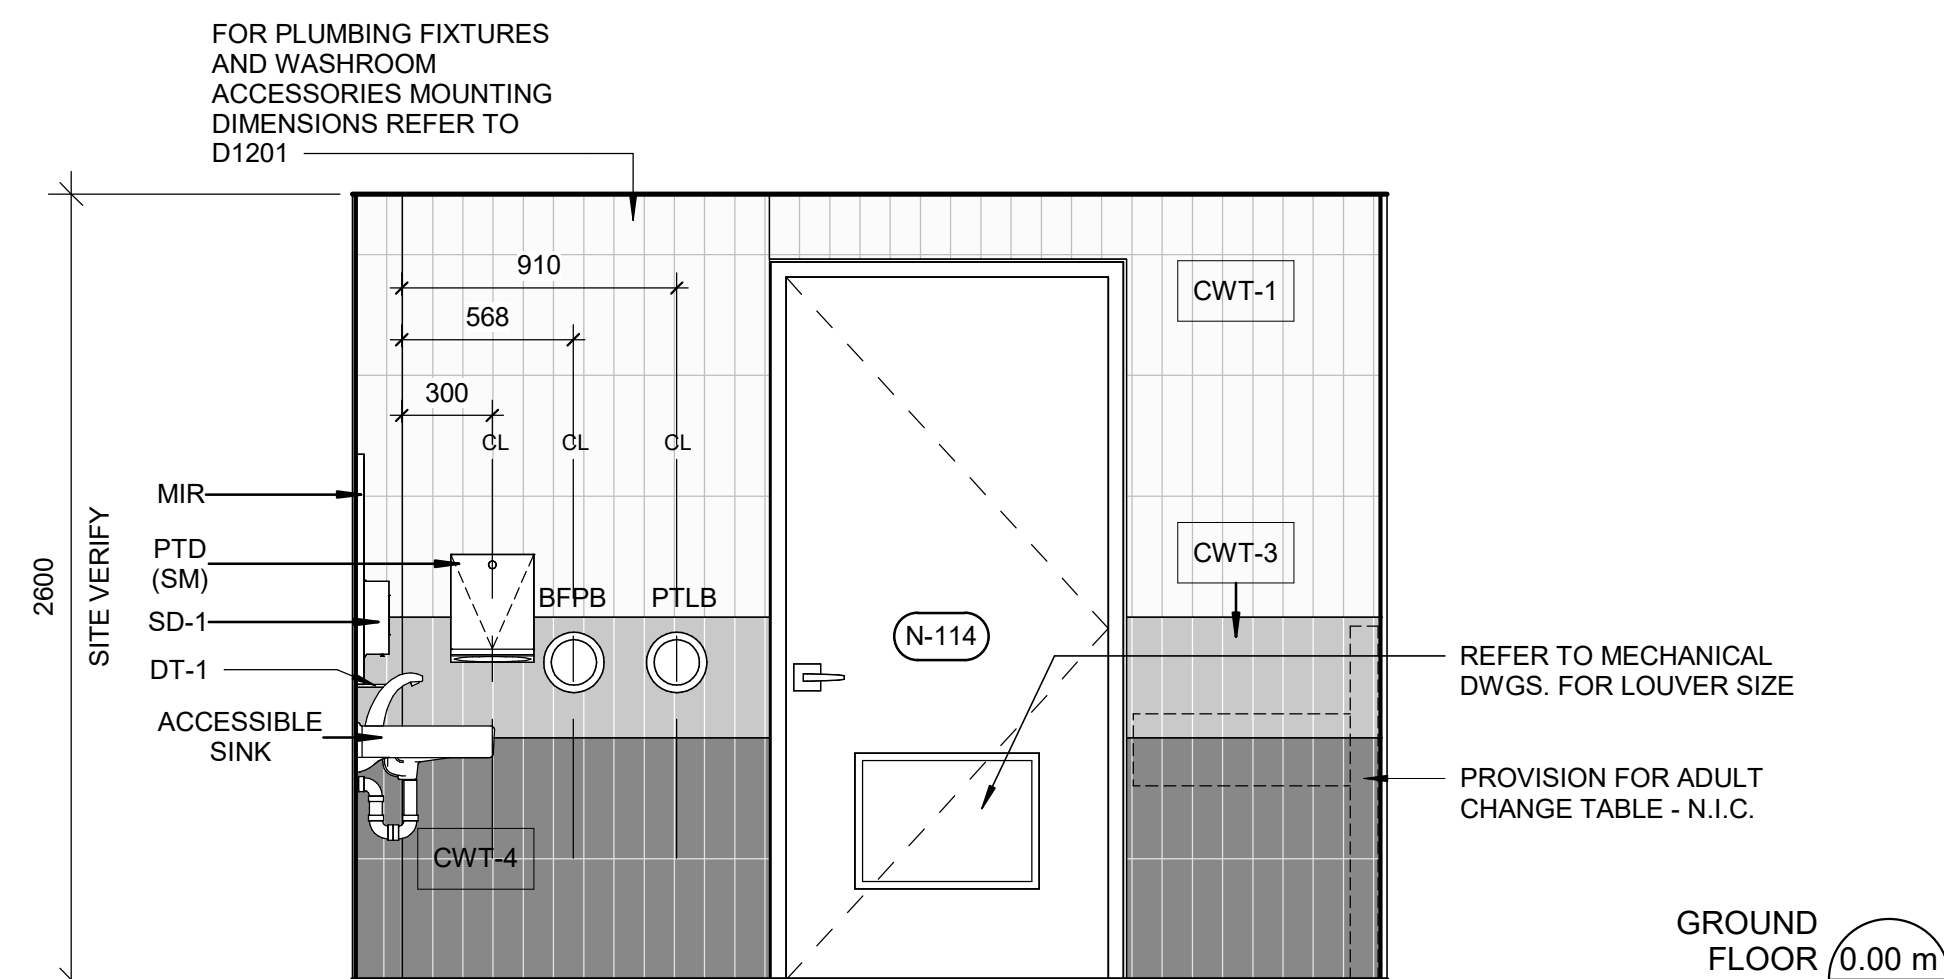 FOR PLUMBING FIXTURES
AND WASHROOM
ACCESSORIES MOUNTING
DIMENSIONS REFER TO
D1201
910
568
300
CL
CL
CL
CWT-1
CWT-3
MIR
PTD
(SM)
SD-1
DT-1
ACCESSIBLE
SINK
2600
SITE VERIFY
BFPB
PTLB
N-114
CWT-4
REFER TO MECHANICAL
DWGS. FOR LOUVER SIZE
PROVISION FOR ADULT
CHANGE TABLE - N.I.C.
GROUND
FLOOR
0.00 m